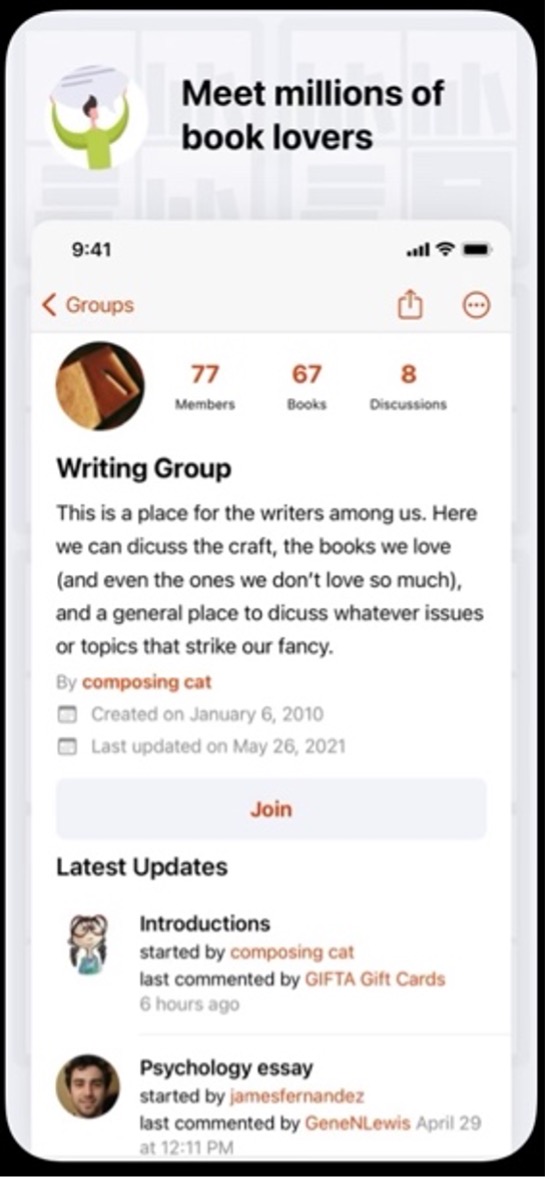 Meet millions of
book lovers
9:41
Groups
77
67
8
Members
Books
Discussions
Writing Group
This is a place for the writers among us. Here
we can dicuss the craft, the books we love
(and even the ones we don't love so much),
and a general place to dicuss whatever issues
or topics that strike our fancy.
By composing cat
Created on January 6, 2010
Last updated on May 26, 2021
Join
Latest Updates
Introductions
started by composing cat
last commented by GIFTA Gift Cards
6 hours ago
Psychology essay
started by jamesfernandez
last commented by GeneNLewis April 29
at 12:11 PM